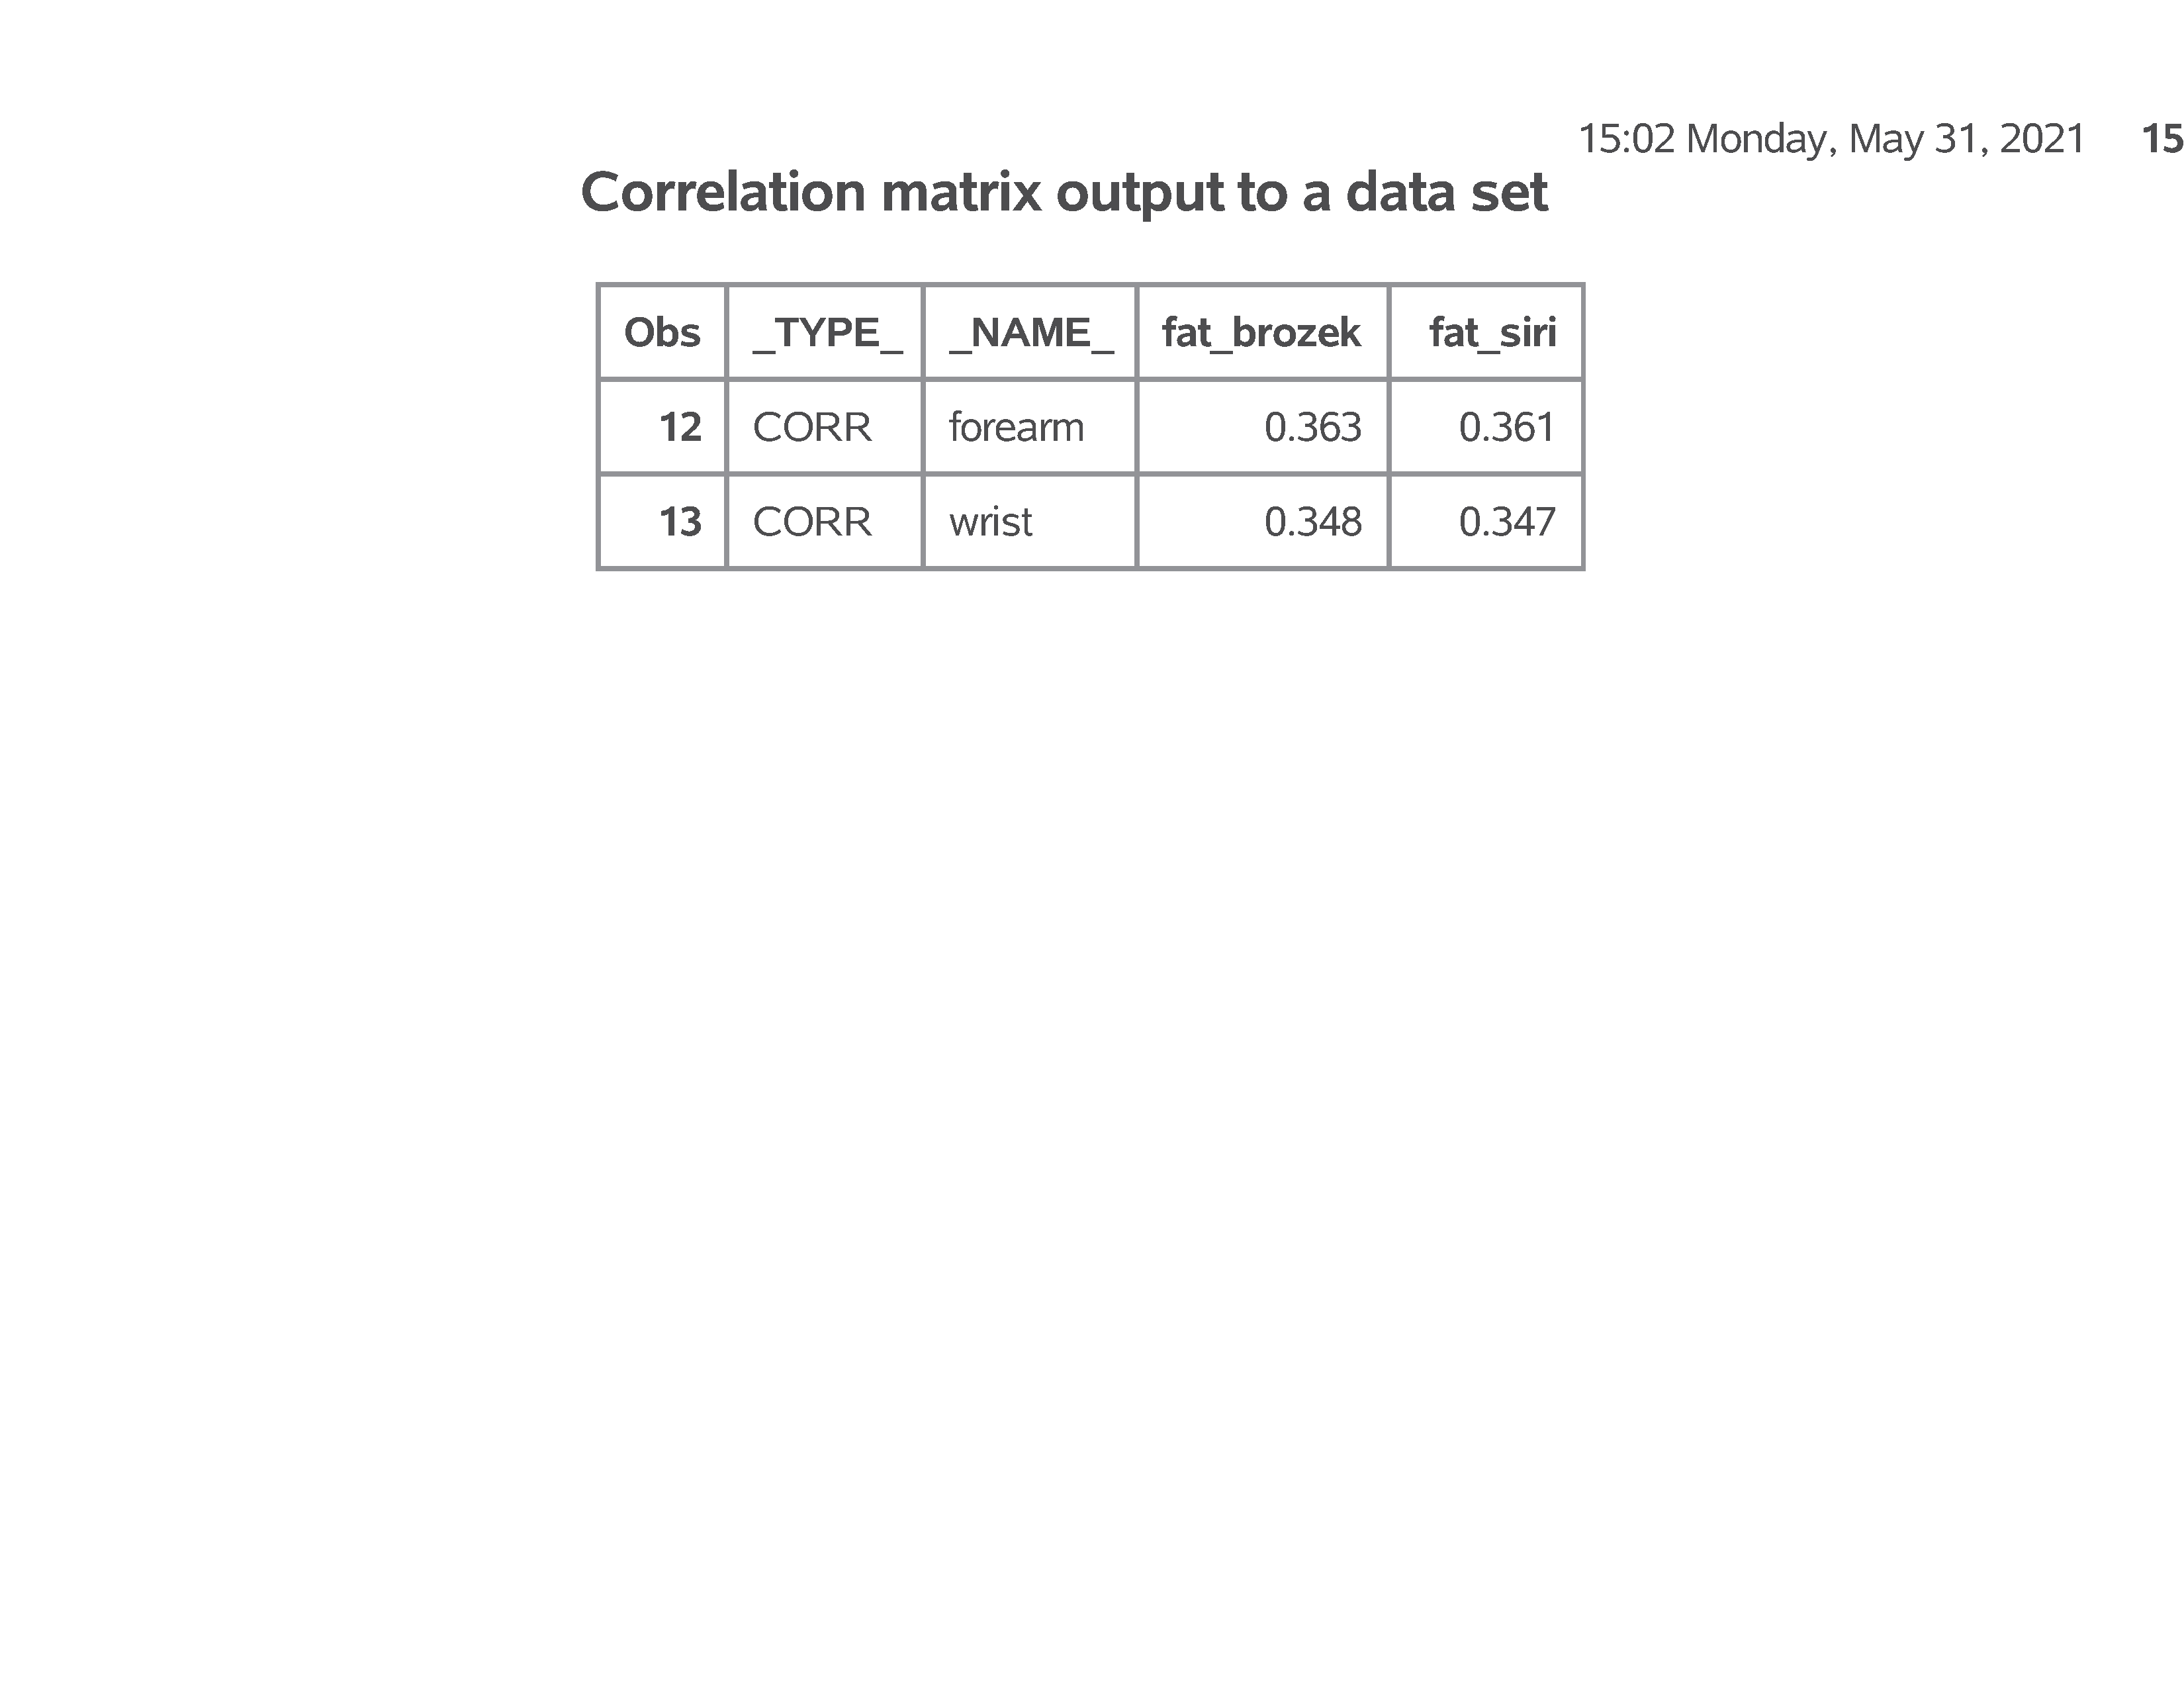 15:02 Monday, May 31, 2021 15
Correlation matrix output to a data set
Obs _TYPE_ _NAME_ fat_brozek fat_siri
12 CORR forearm 0.363 0.361
13 CORR wrist 0.348 0.347